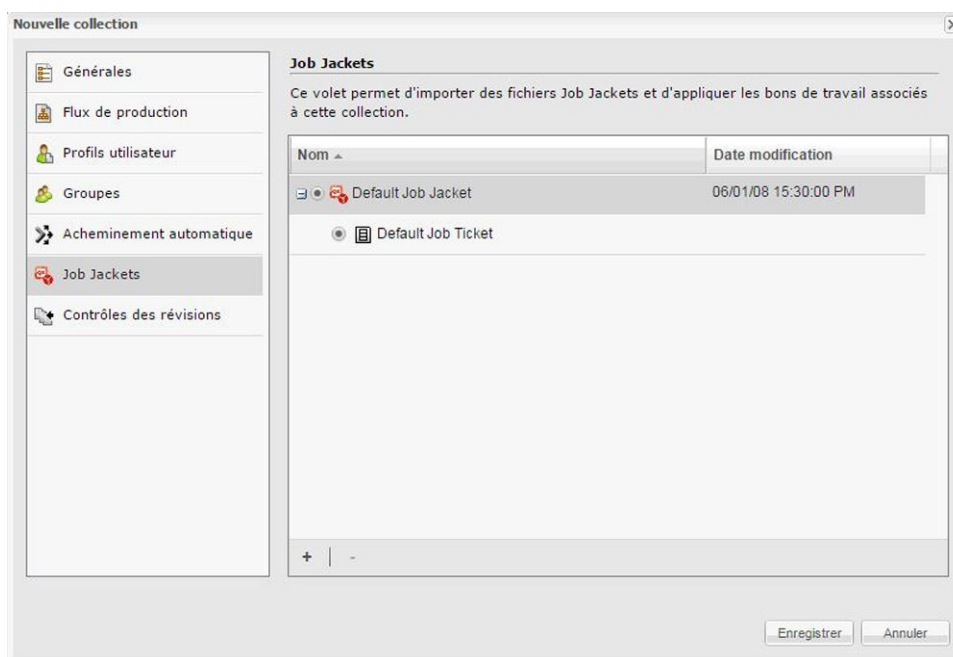 Nouvelle collection
Générales
Flux de production
Profils utilisateur
Groupes
Acheminement automatique
Job Jackets
Contrôles des révisions
Job Jackets
Ce volet permet d'importer des fichiers Job Jackets et d'appliquer les bons de travail associés
à cette collection.
Nom Date modification
Default Job Jacket 06/01/08 15:30:00 PM
Default Job Ticket
+ | -
Enregistrer Annuler